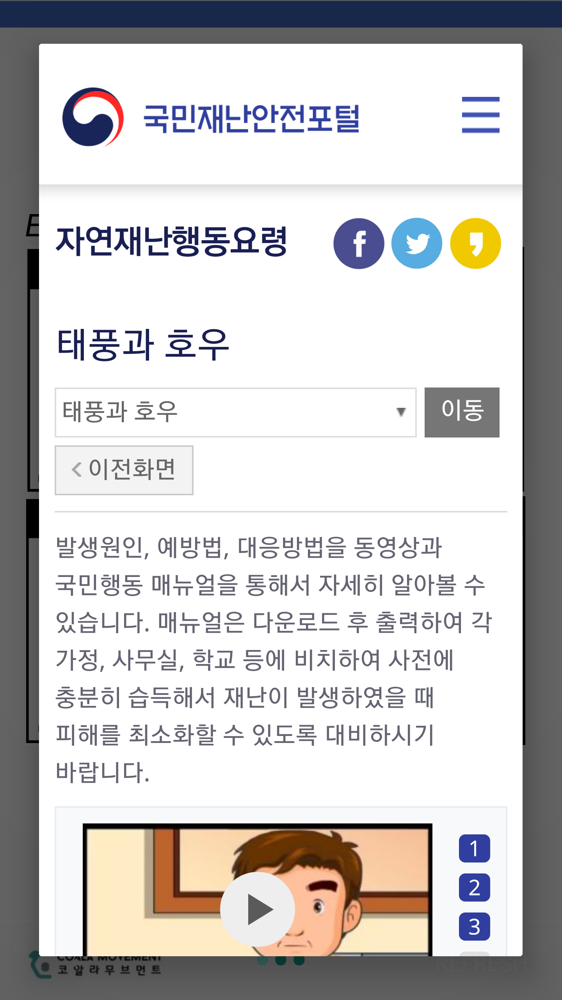 국민재난안전포털
자연재난행동요령
태풍과 호우
태풍과 호우
이동
이전화면
발생원인, 예방법, 대응방법을 동영상과
국민행동 매뉴얼을 통해서 자세히 알아볼 수
있습니다. 매뉴얼은 다운로드 후 출력하여 각
가정, 사무실, 학교 등에 비치하여 사전에
충분히 습득해서 재난이 발생하였을 때
피해를 최소화할 수 있도록 대비하시기
바랍니다.
1
2
3
COALA MOVEMENT
코알라무브먼트
REFRESH